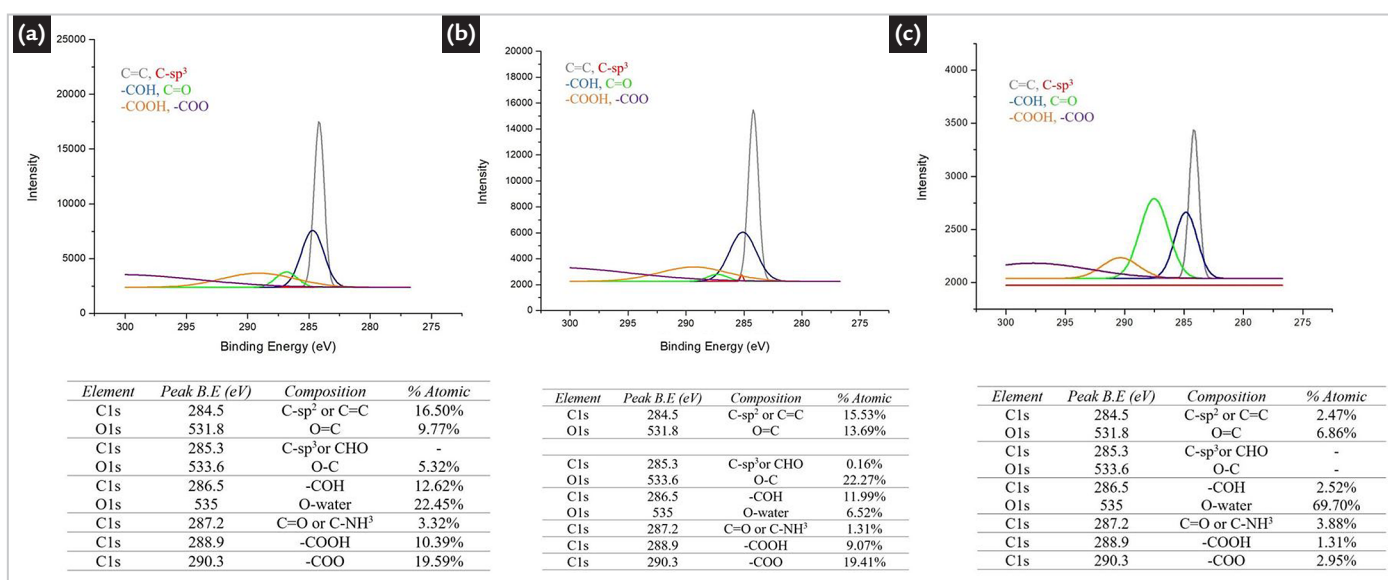 (a)
25000
20000
15000
10000
5000
0
C=C, C-sp³
-COH, C=O
-COOH, -COO
Intensity
300 295 290 285 280 275
Binding Energy (eV)
Element Peak B.E (eV) Composition % Atomic
C1s 284.5 C-sp² or C=C 16.50%
O1s 531.8 O=C 9.77%
C1s 285.3 C-sp³or CHO -
O1s 533.6 O-C 5.32%
C1s 286.5 -COH 12.62%
O1s 535 O-water 22.45%
C1s 287.2 C=O or C-NH³ 3.32%
C1s 288.9 -COOH 10.39%
C1s 290.3 -COO 19.59%
(b)
20000
18000
16000
14000
12000
10000
8000
6000
4000
2000
0
C=C, C-sp³
-COH, C=O
-COOH, -COO
Intensity
300 295 290 285 280 275
Binding Energy (eV)
Element Peak B.E (eV) Composition % Atomic
C1s 284.5 C-sp² or C=C 15.53%
O1s 531.8 O=C 13.69%
C1s 285.3 C-sp³or CHO 0.16%
O1s 533.6 O-C 22.27%
C1s 286.5 -COH 11.99%
O1s 535 O-water 6.52%
C1s 287.2 C=O or C-NH³ 1.31%
C1s 288.9 -COOH 9.07%
C1s 290.3 -COO 19.41%
(c)
4000
3500
3000
2500
2000
C=C, C-sp³
-COH, C=O
-COOH, -COO
Intensity
300 295 290 285 280 275
Binding Energy (eV)
Element Peak B.E (eV) Composition % Atomic
C1s 284.5 C-sp² or C=C 2.47%
O1s 531.8 O=C 6.86%
C1s 285.3 C-sp³or CHO -
O1s 533.6 O-C -
C1s 286.5 -COH 2.52%
O1s 535 O-water 69.70%
C1s 287.2 C=O or C-NH³ 3.88%
C1s 288.9 -COOH 1.31%
C1s 290.3 -COO 2.95%